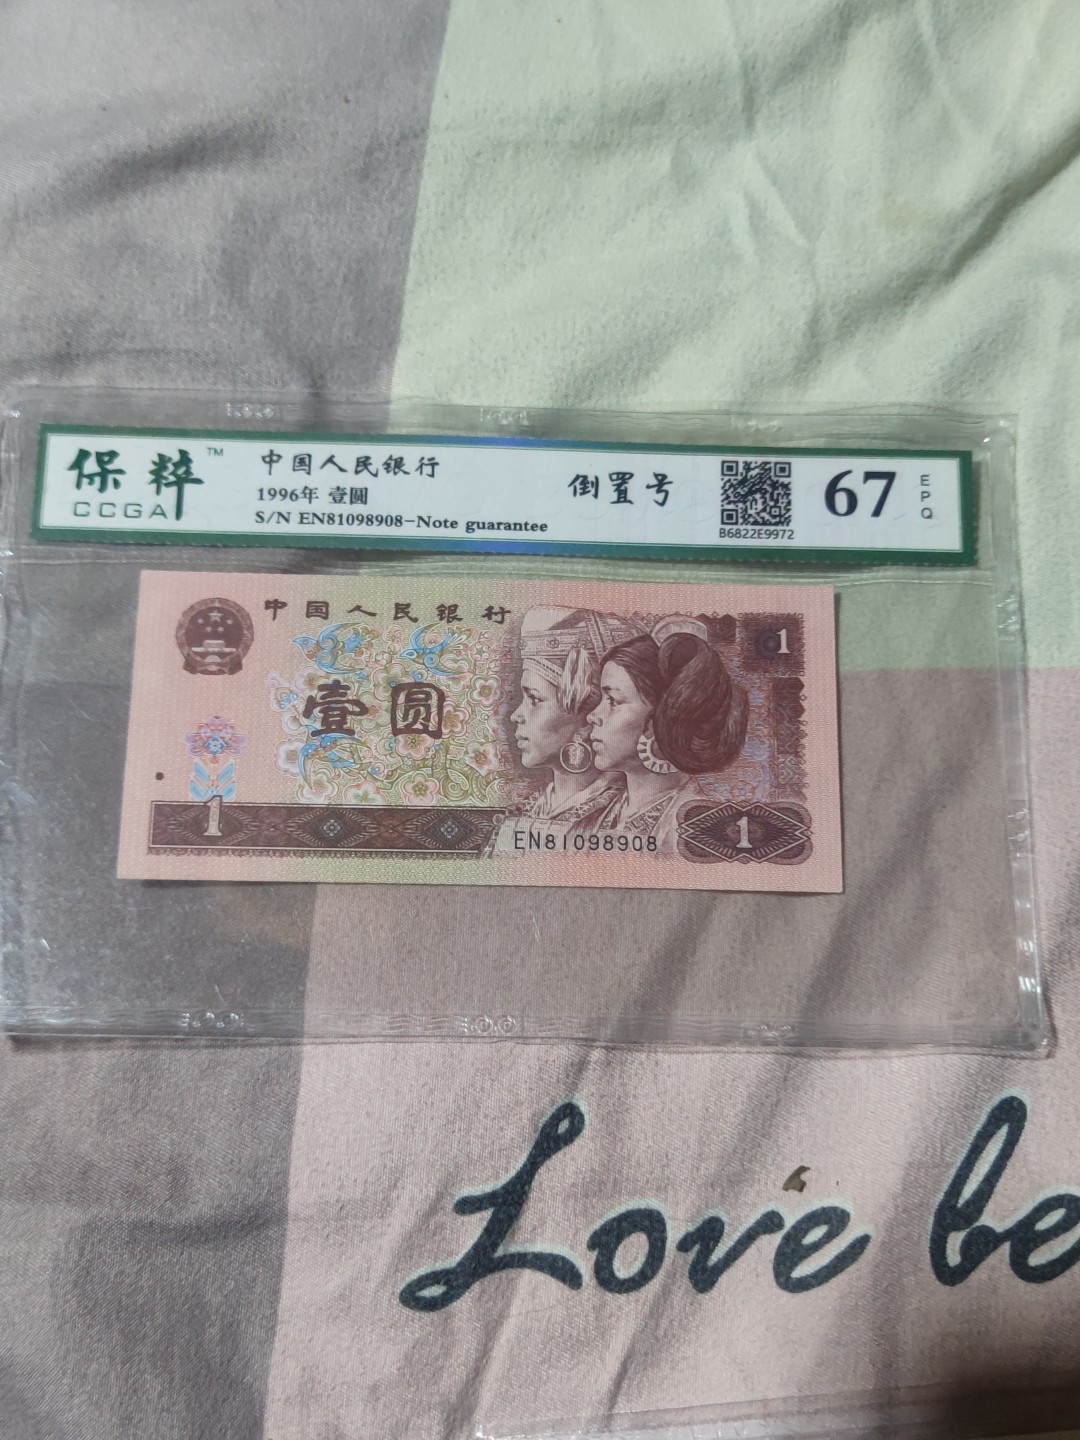 保粹™
CCGA
中国人民银行
1996年 壹圆
S/N EN81098908-Note guarantee
倒置号
B6822E9972
67
EPQ
中国人民银行
1
壹圆
1
EN81098908
1
Love be